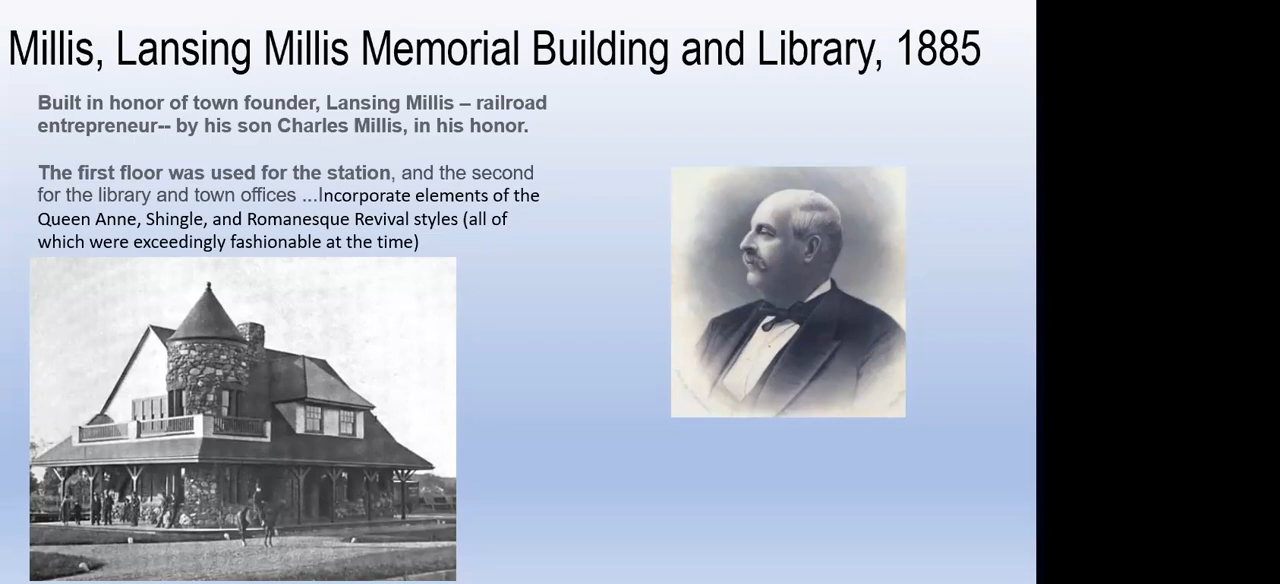 Millis, Lansing Millis Memorial Building and Library, 1885
Built in honor of town founder, Lansing Millis – railroad
entrepreneur-- by his son Charles Millis, in his honor.
The first floor was used for the station, and the second
for the library and town offices ...Incorporate elements of the
Queen Anne, Shingle, and Romanesque Revival styles (all of
which were exceedingly fashionable at the time)